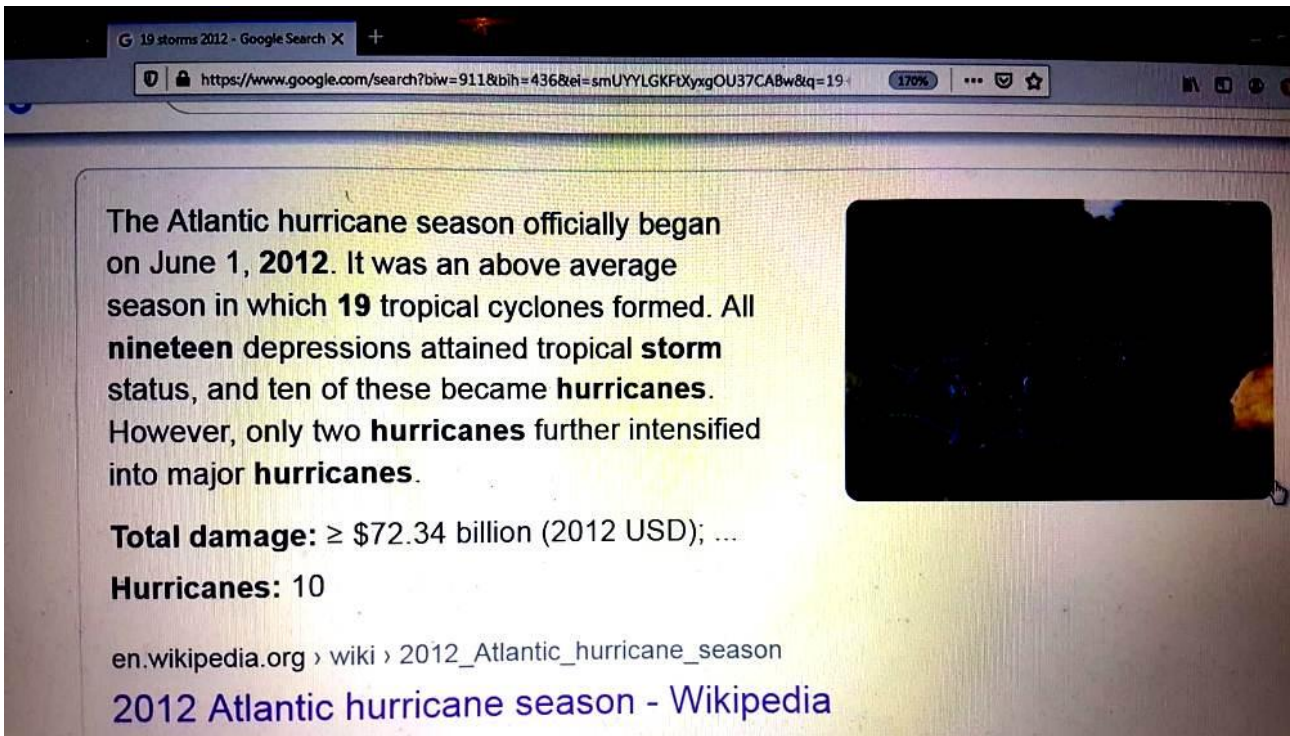 G 19 storms 2012 - Google Search X +
https://www.google.com/search?biw=911&bih=436&ei=smUYYLGKFtXyxgOU37CABw&q=19 170%
The Atlantic hurricane season officially began
on June 1, 2012. It was an above average
season in which 19 tropical cyclones formed. All
nineteen depressions attained tropical storm
status, and ten of these became hurricanes.
However, only two hurricanes further intensified
into major hurricanes.
Total damage: ≥ $72.34 billion (2012 USD); ...
Hurricanes: 10
en.wikipedia.org › wiki › 2012_Atlantic_hurricane_season
2012 Atlantic hurricane season - Wikipedia